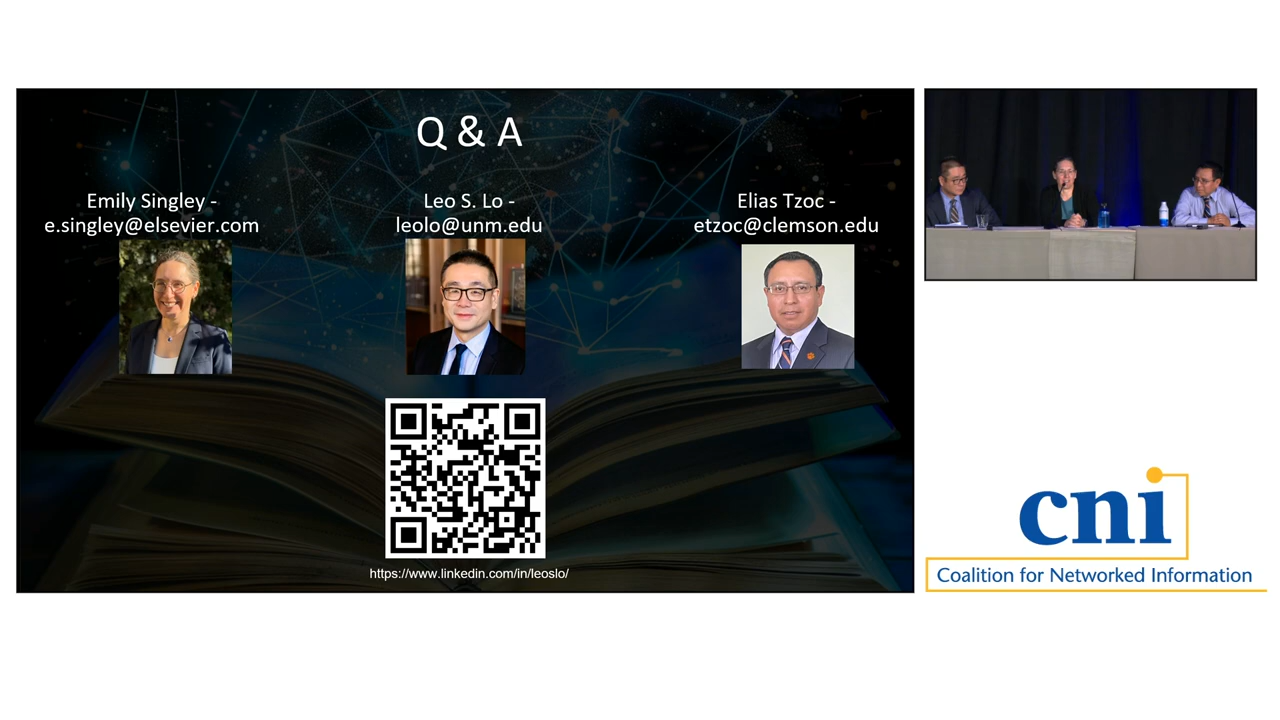 Q & A
Emily Singley -
e.singley@elsevier.com
Leo S. Lo -
leolo@unm.edu
Elias Tzoc -
etzoc@clemson.edu
https://www.linkedin.com/in/leoslo/
cni
Coalition for Networked Information